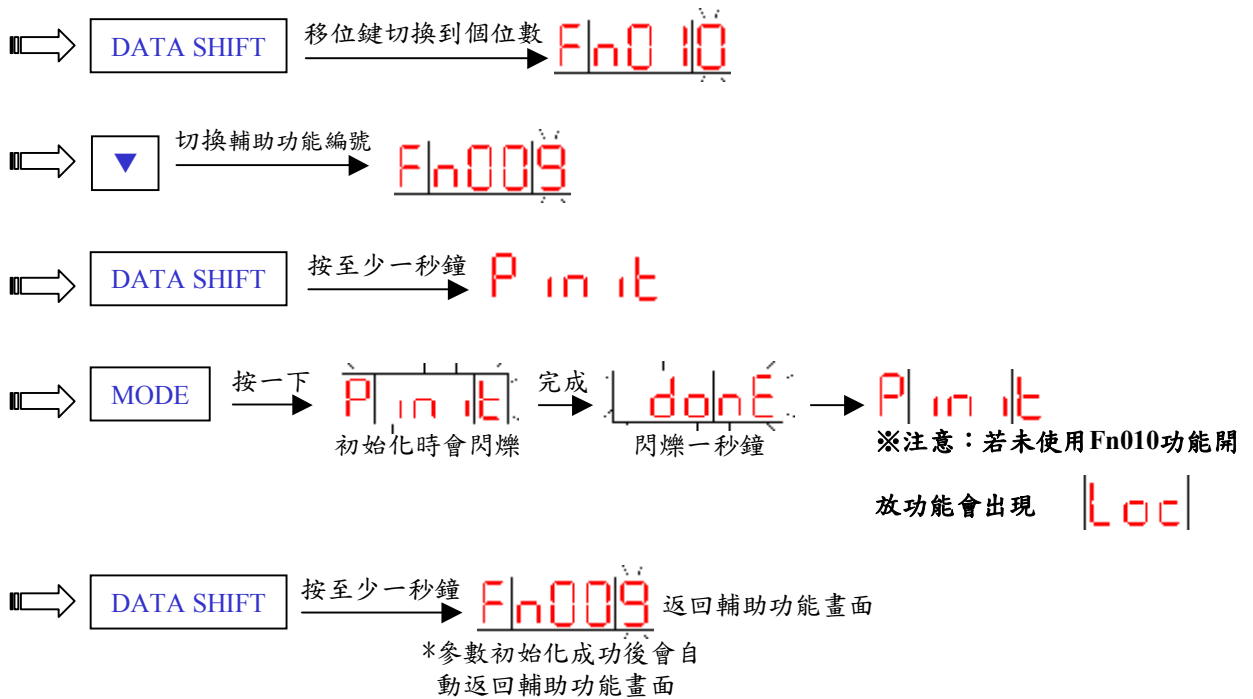 DATA SHIFT 移位鍵切換到個位數 Fn010
▼ 切換輔助功能編號 Fn009
DATA SHIFT 按至少一秒鐘 P init
MODE 按一下 P init 完成 donE P init
初始化時會閃爍 閃爍一秒鐘 ※注意：若未使用Fn010功能開
放功能會出現 Loc
DATA SHIFT 按至少一秒鐘 Fn009 返回輔助功能畫面
*參數初始化成功後會自
動返回輔助功能畫面